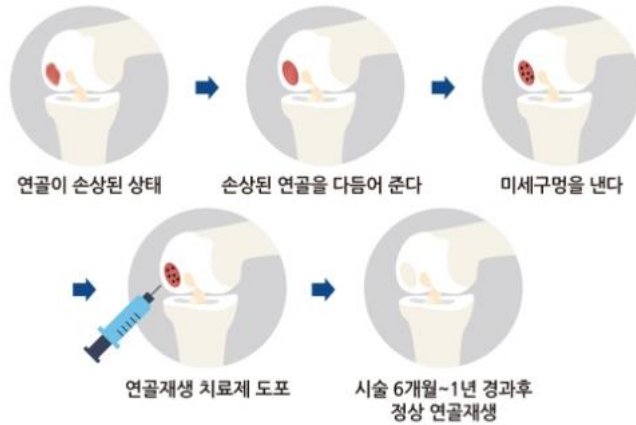 연골이 손상된 상태
손상된 연골을 다듬어 준다
미세구멍을 낸다
연골재생 치료제 도포
시술 6개월~1년 경과후
정상 연골재생